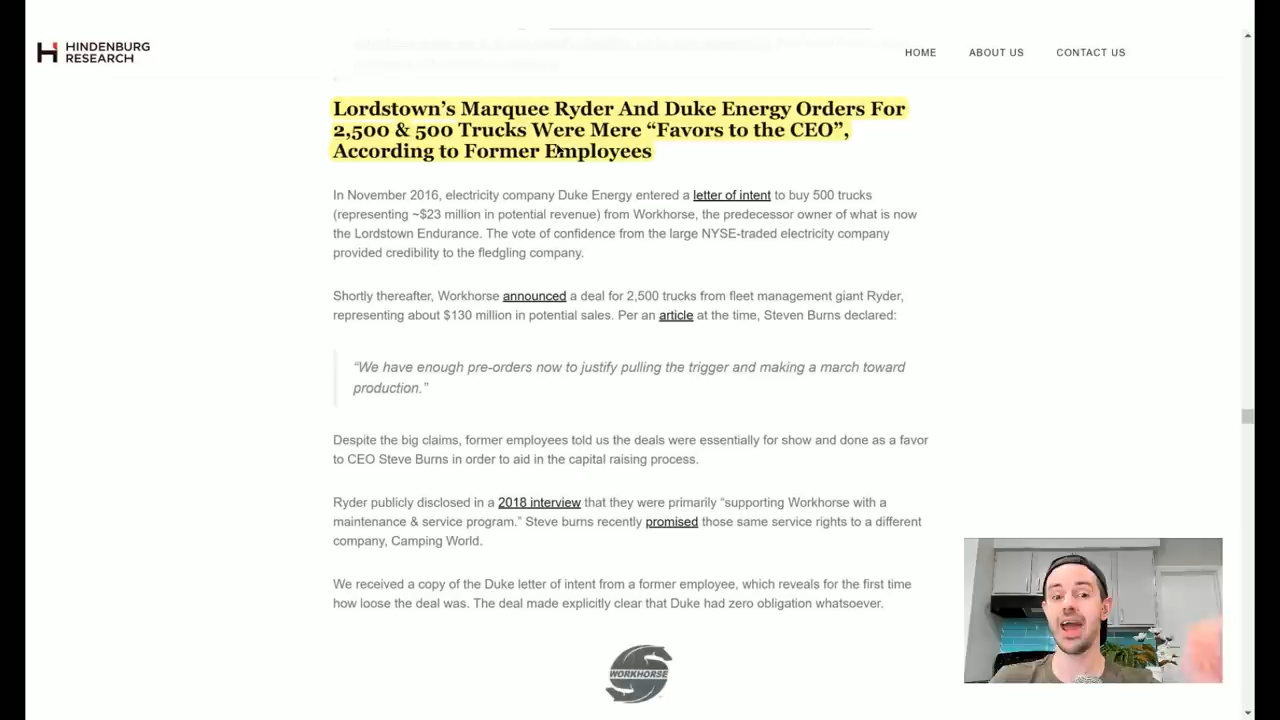 HINDENBURG
RESEARCH
HOME
ABOUT US
CONTACT US
Lordstown’s Marquee Ryder And Duke Energy Orders For
2,500 & 500 Trucks Were Mere “Favors to the CEO”,
According to Former Employees
In November 2016, electricity company Duke Energy entered a letter of intent to buy 500 trucks
(representing ~$23 million in potential revenue) from Workhorse, the predecessor owner of what is now
the Lordstown Endurance. The vote of confidence from the large NYSE-traded electricity company
provided credibility to the fledgling company.
Shortly thereafter, Workhorse announced a deal for 2,500 trucks from fleet management giant Ryder,
representing about $130 million in potential sales. Per an article at the time, Steven Burns declared:
“We have enough pre-orders now to justify pulling the trigger and making a march toward
production.”
Despite the big claims, former employees told us the deals were essentially for show and done as a favor
to CEO Steve Burns in order to aid in the capital raising process.
Ryder publicly disclosed in a 2018 interview that they were primarily “supporting Workhorse with a
maintenance & service program.” Steve burns recently promised those same service rights to a different
company, Camping World.
We received a copy of the Duke letter of intent from a former employee, which reveals for the first time
how loose the deal was. The deal made explicitly clear that Duke had zero obligation whatsoever.
WORKHORSE